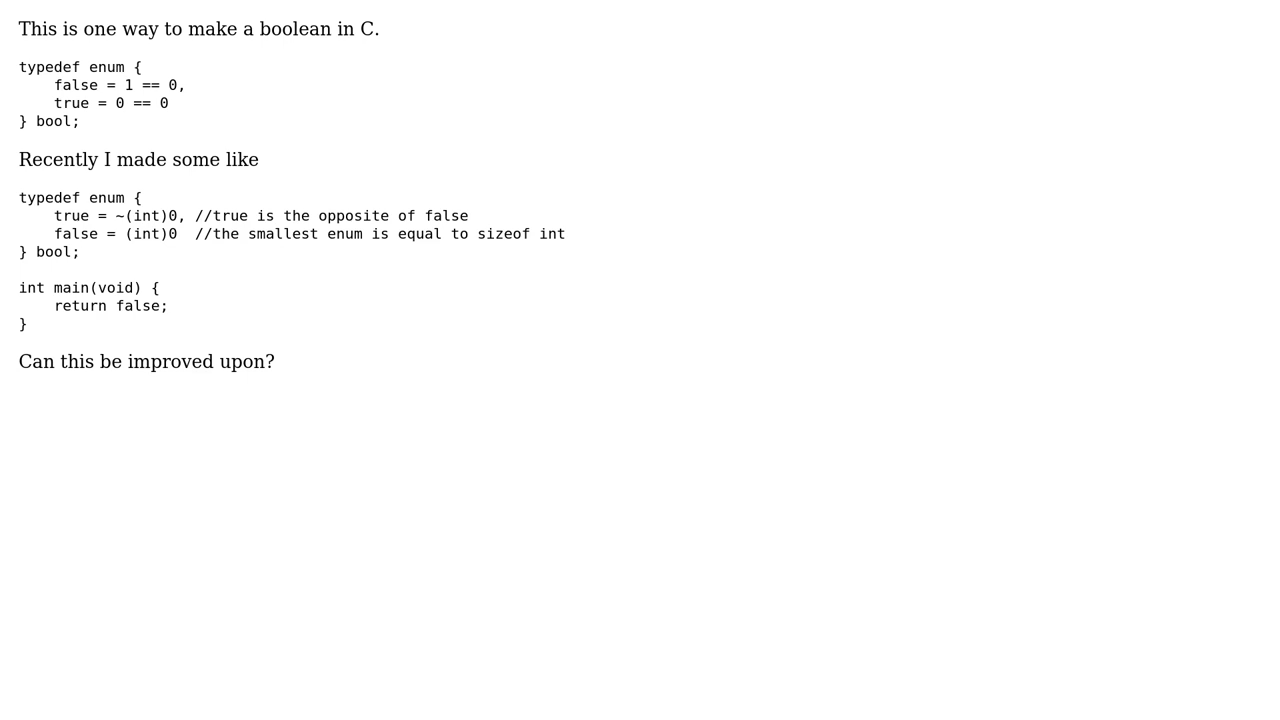 This is one way to make a boolean in C.
typedef enum {
    false = 1 == 0,
    true = 0 == 0
} bool;
Recently I made some like
typedef enum {
    true = ~(int)0, //true is the opposite of false
    false = (int)0  //the smallest enum is equal to sizeof int
} bool;
int main(void) {
    return false;
}
Can this be improved upon?